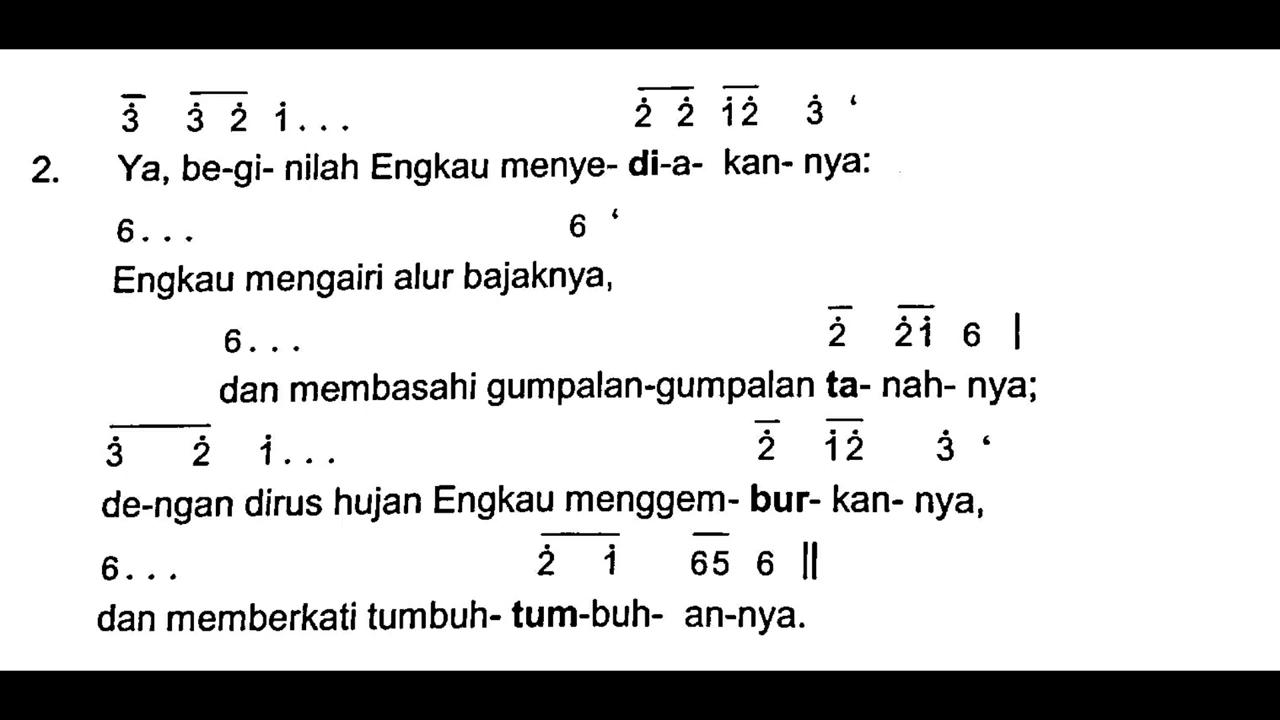 3̇ 3̇ 2̇ 1̇... 2̇ 2̇ 1̇2̇ 3̇ ‘
2. Ya, be-gi- nilah Engkau menye- di-a- kan- nya:
6... 6 ‘
Engkau mengairi alur bajaknya,
6... 2̇ 2̇1̇ 6 |
dan membasahi gumpalan-gumpalan ta- nah- nya;
3̇ 2̇ 1̇... 2̇ 1̇2̇ 3̇ ‘
de-ngan dirus hujan Engkau menggem- bur- kan- nya,
6... 2̇ 1̇ 65 6 ||
dan memberkati tumbuh- tum-buh- an-nya.